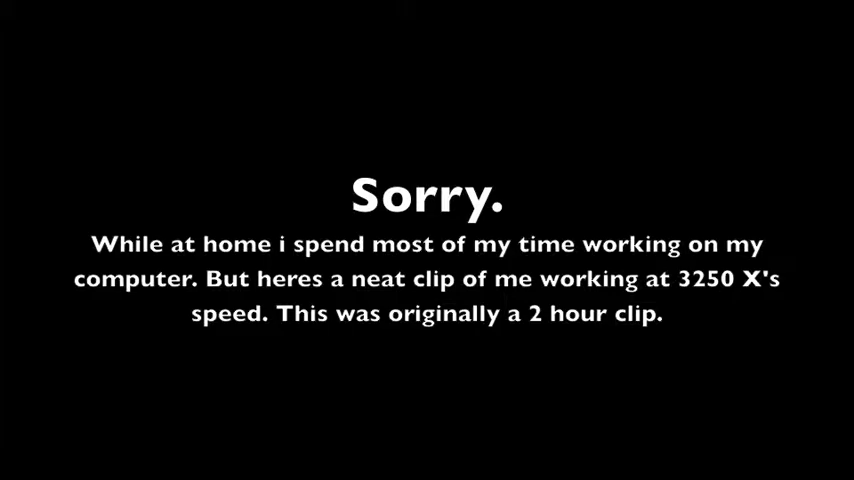 Sorry.
While at home i spend most of my time working on my
computer. But heres a neat clip of me working at 3250 X's
speed. This was originally a 2 hour clip.